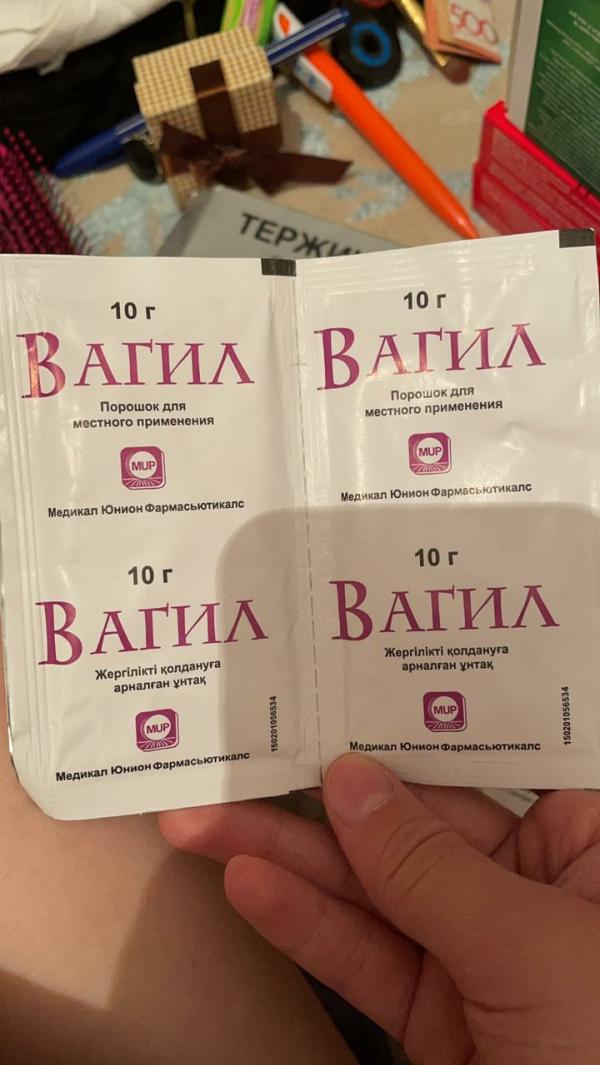 500
ТЕРЖИ
10 г
ВАГИЛ
Порошок для
местного применения
MUP
Медикал Юнион Фармасьютикалс
10 г
ВАГИЛ
Жергілікті қолдануға
арналған ұнтақ
MUP
Медикал Юнион Фармасьютикалс
150201056534
10 г
ВАГИЛ
Порошок для
местного применения
MUP
Медикал Юнион Фармасьютикалс
10 г
ВАГИЛ
Жергілікті қолдануға
арналған ұнтақ
MUP
Медикал Юнион Фармасьютикалс
150201056534